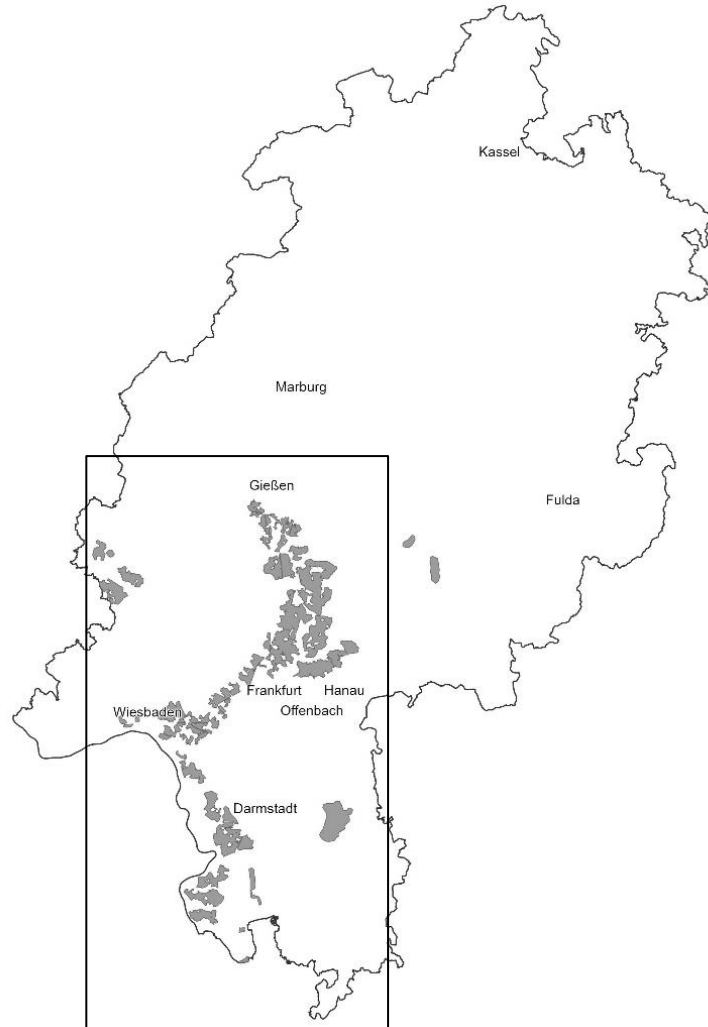 Kassel
Marburg
Gießen
Fulda
Frankfurt
Hanau
Wiesbaden
Offenbach
Darmstadt